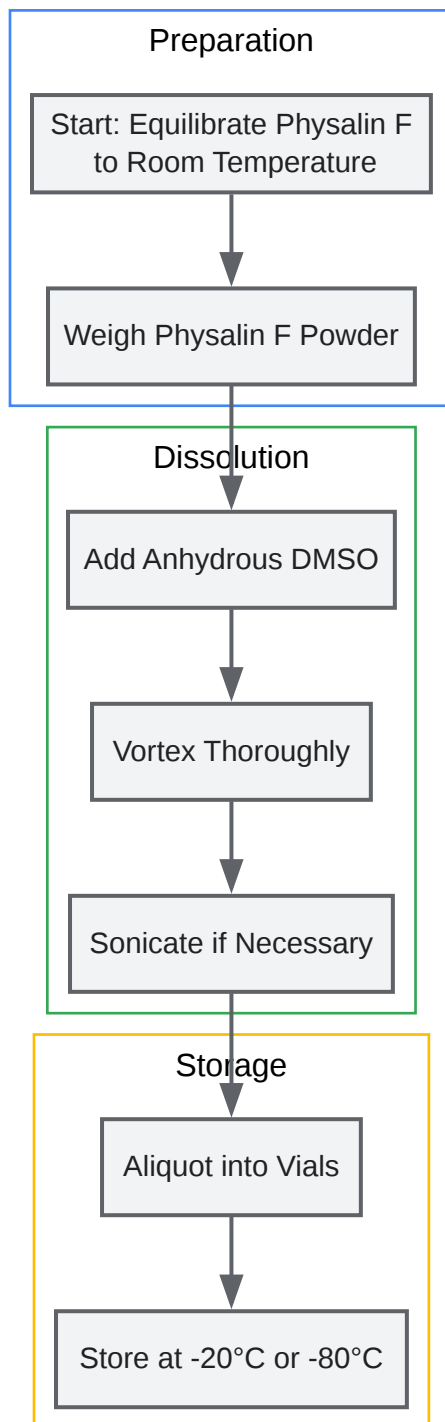 Preparation
Start: Equilibrate Physalin F
to Room Temperature
Weigh Physalin F Powder
Dissolution
Add Anhydrous DMSO
Vortex Thoroughly
Sonicate if Necessary
Storage
Aliquot into Vials
Store at -20°C or -80°C